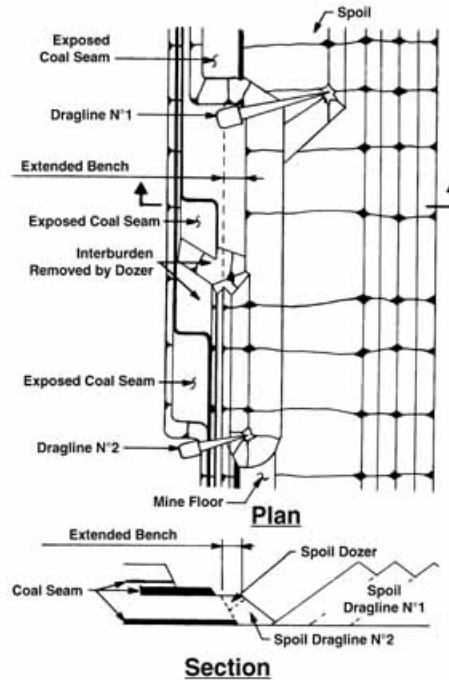 Spoil
Exposed
Coal Seam
Dragline N°1
Extended Bench
Exposed Coal Seam
Interburden
Removed by Dozer
Exposed Coal Seam
Dragline N°2
Mine Floor
Plan
Extended Bench
Spoil Dozer
Coal Seam
Spoil
Dragline N°1
Spoil Dragline N°2
Section